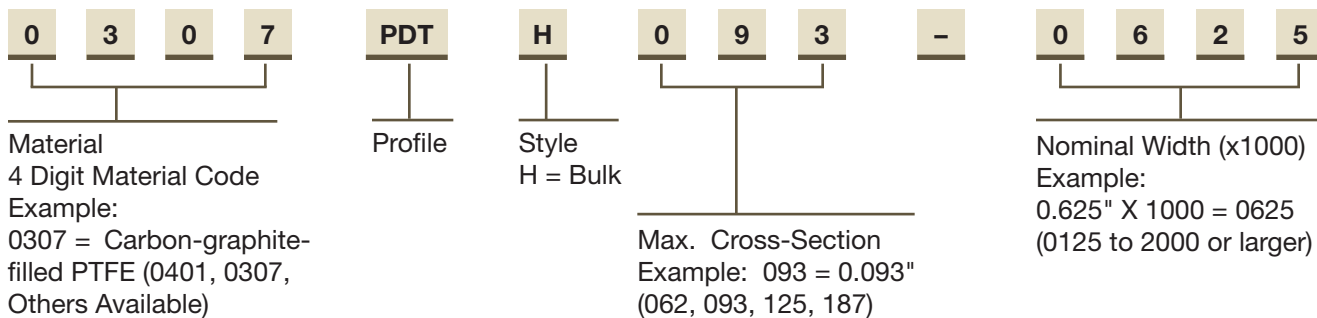 0 3 0 7 PDT H 0 9 3 – 0 6 2 5
Material
4 Digit Material Code
Example:
0307 = Carbon-graphite-
filled PTFE (0401, 0307,
Others Available)
Profile
Style
H = Bulk
Max. Cross-Section
Example: 093 = 0.093"
(062, 093, 125, 187)
Nominal Width (x1000)
Example:
0.625" X 1000 = 0625
(0125 to 2000 or larger)